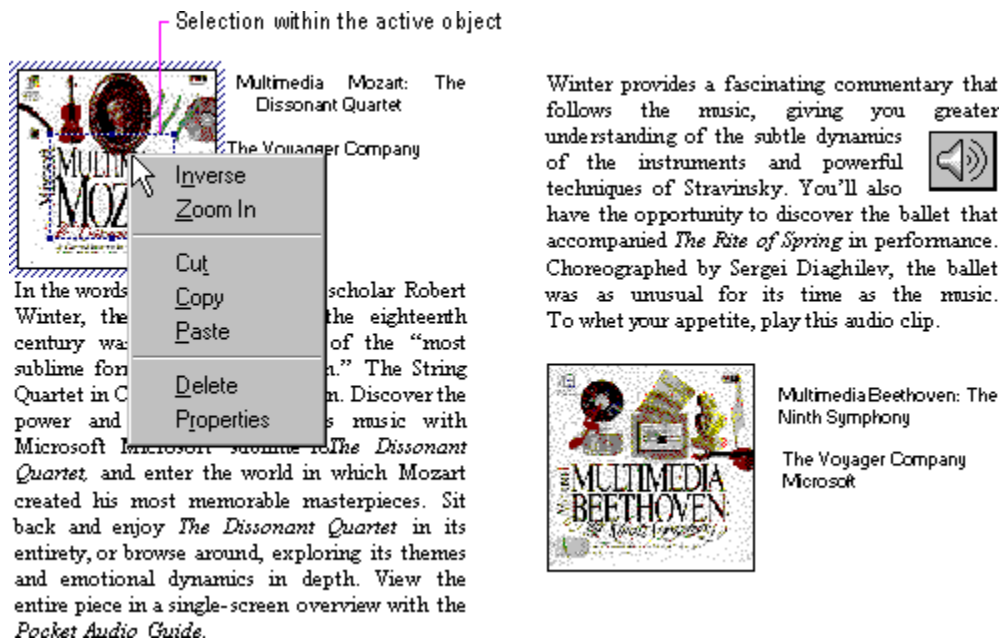 Selection within the active object
Multimedia Mozart: The
Dissonant Quartet
The Voyager Company
MULTIM
MOZ
Inverse
Zoom In
Cut
Copy
Paste
Delete
Properties
In the words scholar Robert
Winter, the the eighteenth
century wa of the “most
sublime for n.” The String
Quartet in C n. Discover the
power and s music with
Microsoft The Dissonant
Quartet, and enter the world in which Mozart
created his most memorable masterpieces. Sit
back and enjoy The Dissonant Quartet in its
entirety, or browse around, exploring its themes
and emotional dynamics in depth. View the
entire piece in a single-screen overview with the
Pocket Audio Guide.
Winter provides a fascinating commentary that
follows the music, giving you greater
understanding of the subtle dynamics
of the instruments and powerful
techniques of Stravinsky. You’ll also
have the opportunity to discover the ballet that
accompanied The Rite of Spring in performance.
Choreographed by Sergei Diaghilev, the ballet
was as unusual for its time as the music.
To whet your appetite, play this audio clip.
MULTIMEDIA
BEETHOVEN
Multimedia Beethoven: The
Ninth Symphony
The Voyager Company
Microsoft